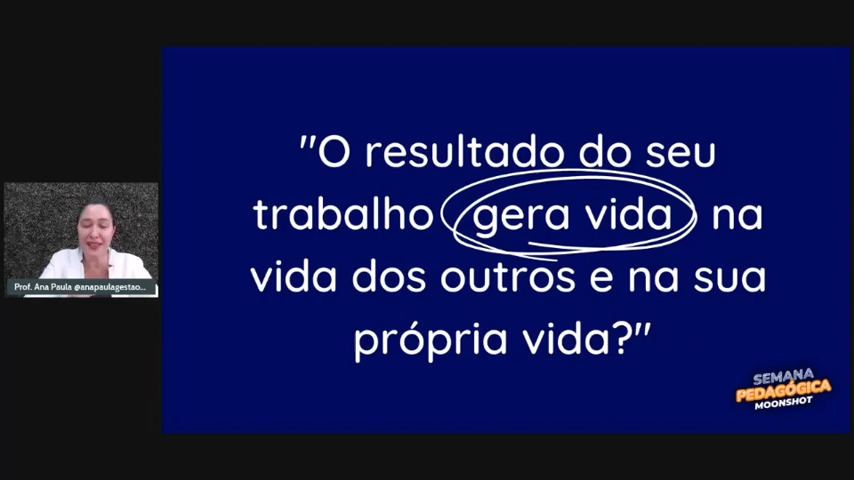 "O resultado do seu
trabalho gera vida na
vida dos outros e na sua
própria vida?"
Prof. Ana Paula @anapaulagestao...
SEMANA
PEDAGÓGICA
MOONSHOT